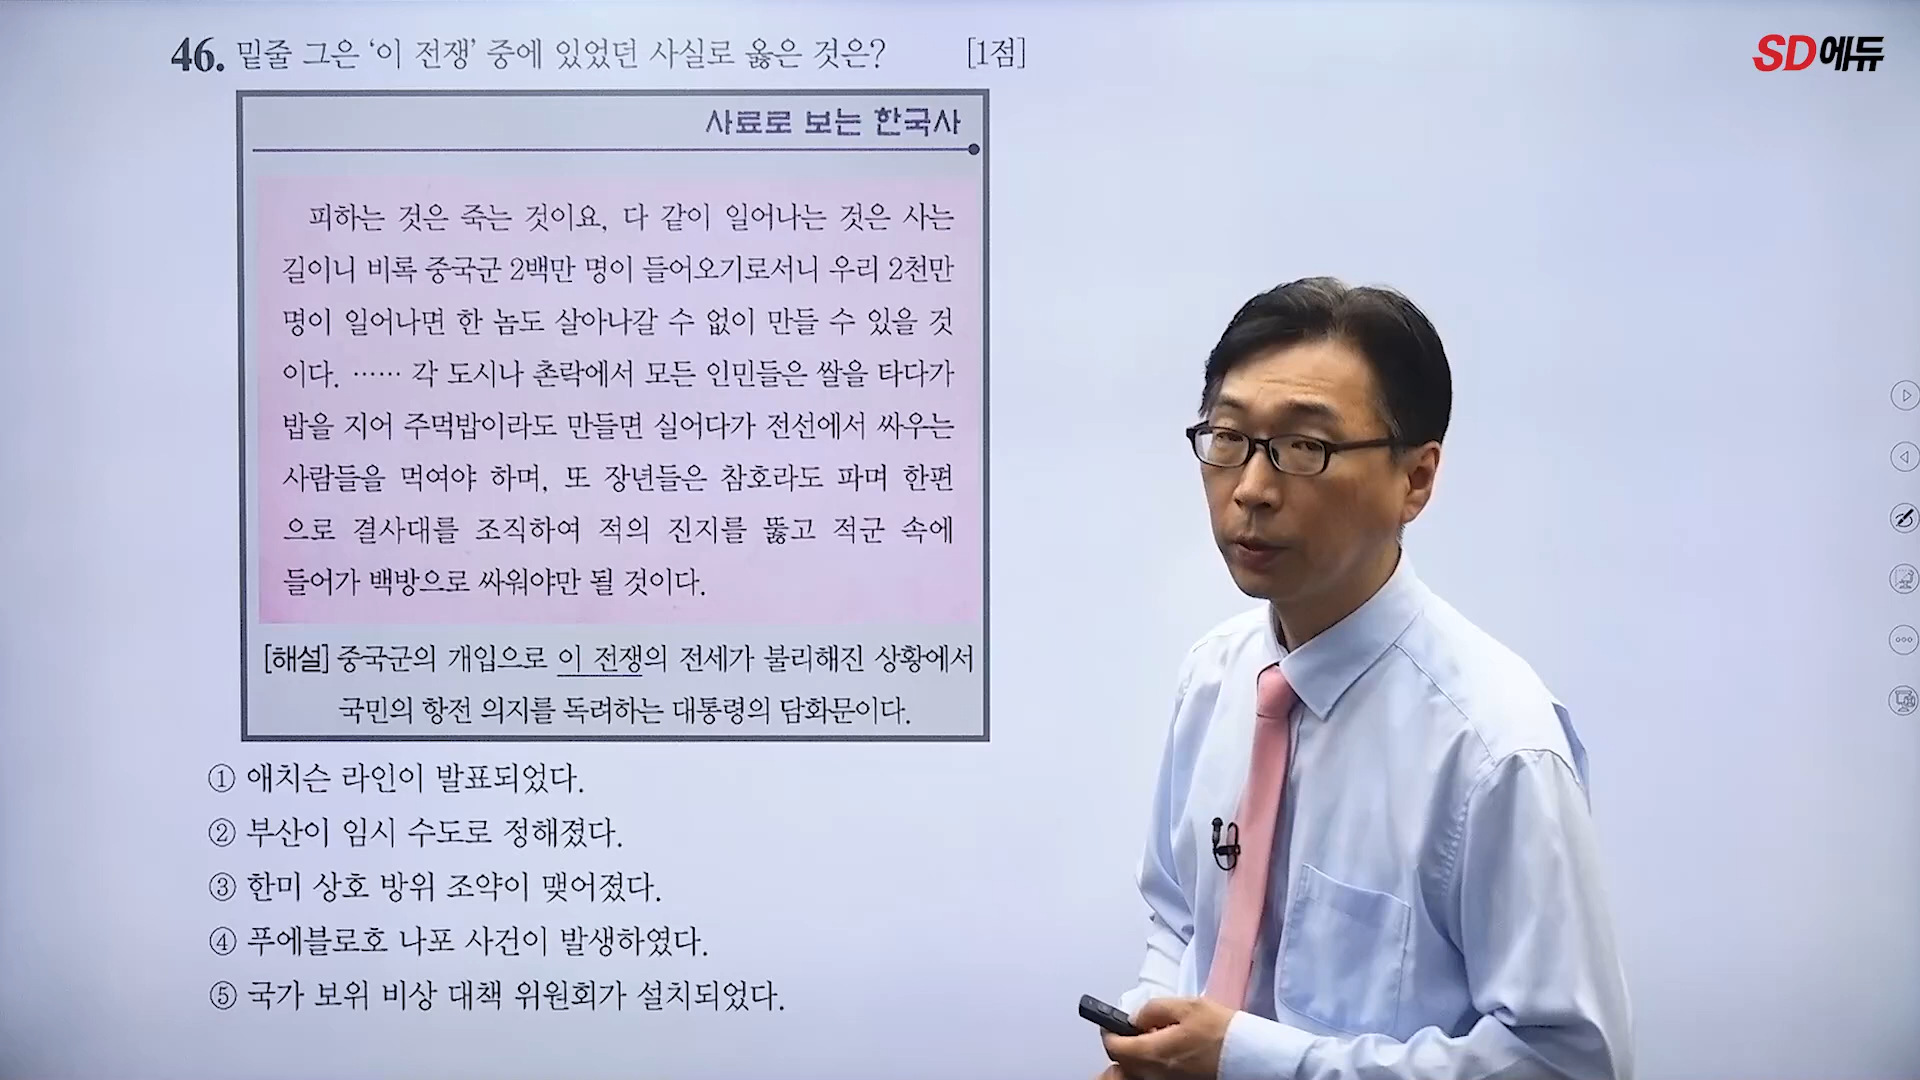 46. 밑줄 그은 ‘이 전쟁’ 중에 있었던 사실로 옳은 것은? [1점]
SD에듀
사료로 보는 한국사
피하는 것은 죽는 것이요, 다 같이 일어나는 것은 사는
길이니 비록 중국군 2백만 명이 들어오기로서니 우리 2천만
명이 일어나면 한 놈도 살아나갈 수 없이 만들 수 있을 것
이다. …… 각 도시나 촌락에서 모든 인민들은 쌀을 타다가
밥을 지어 주먹밥이라도 만들면 실어다가 전선에서 싸우는
사람들을 먹여야 하며, 또 장년들은 참호라도 파며 한편
으로 결사대를 조직하여 적의 진지를 뚫고 적군 속에
들어가 백방으로 싸워야만 될 것이다.
[해설] 중국군의 개입으로 이 전쟁의 전세가 불리해진 상황에서
국민의 항전 의지를 독려하는 대통령의 담화문이다.
① 애치슨 라인이 발표되었다.
② 부산이 임시 수도로 정해졌다.
③ 한미 상호 방위 조약이 맺어졌다.
④ 푸에블로호 나포 사건이 발생하였다.
⑤ 국가 보위 비상 대책 위원회가 설치되었다.